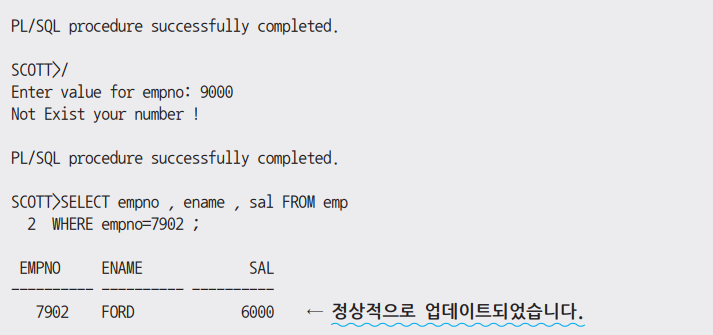 PL/SQL procedure successfully completed.
SCOTT>/
Enter value for empno: 9000
Not Exist your number !
PL/SQL procedure successfully completed.
SCOTT>SELECT empno , ename , sal FROM emp
2 WHERE empno=7902 ;
EMPNO ENAME SAL
---------- ---------- ----------
7902 FORD 6000 ← 정상적으로 업데이트되었습니다.